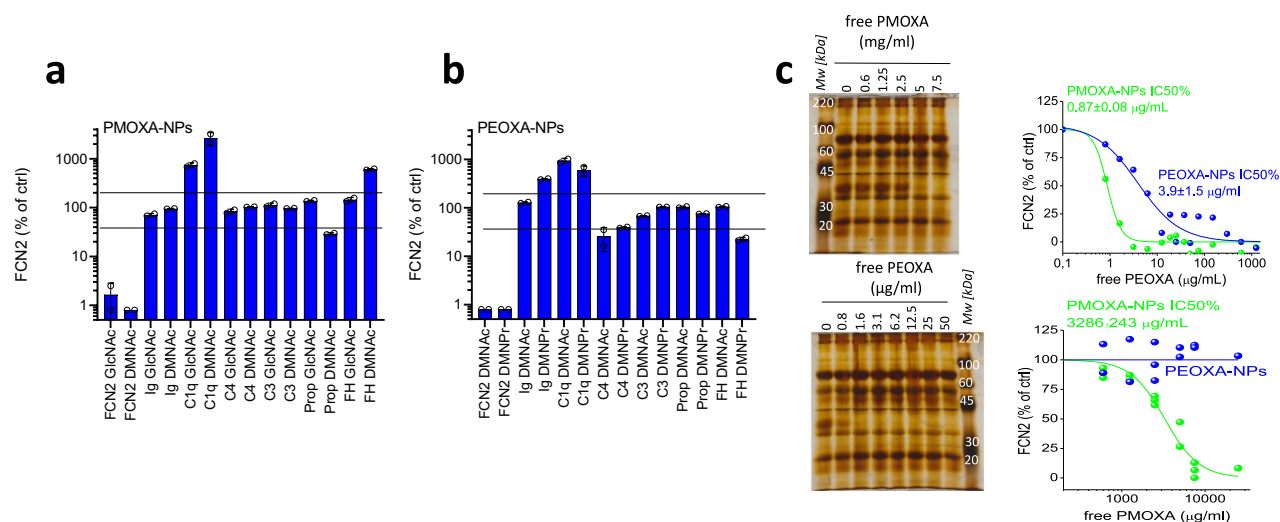 a
PMOXA-NPs
FCN2 (% of ctrl)
1000
100
10
1
FCN2 GlcNAc
FCN2 DMNAc
Ig GlcNAc
Ig DMNAc
C1q GlcNAc
C1q DMNAc
C4 GlcNAc
C4 DMNAc
C3 GlcNAc
C3 DMNAc
Prop GlcNAc
Prop DMNAc
FH GlcNAc
FH DMNAc
b
PEOXA-NPs
FCN2 (% of ctrl)
1000
100
10
1
FCN2 DMNAc
FCN2 DMNPr
Ig DMNAc
Ig DMNPr
C1q DMNAc
C1q DMNPr
C4 DMNAc
C4 DMNPr
C3 DMNAc
C3 DMNPr
Prop DMNAc
Prop DMNPr
FH DMNAc
FH DMNPr
c
free PMOXA
(mg/ml)
Mw [kDa]
0 0.6 1.25 2.5 5 7.5
220
100
60
45
30
20
free PEOXA
(µg/ml)
0 0.8 1.6 3.1 6.2 12.5 25 50
Mw [kDa]
220
100
60
45
30
20
PMOXA-NPs IC50%
0.87±0.08 µg/mL
PEOXA-NPs IC50%
3.9±1.5 µg/ml
FCN2 (% of ctrl)
125
100
75
50
25
0
0,1 1 10 100 1000
free PEOXA (µg/mL)
PMOXA-NPs IC50%
3286.243 µg/mL
PEOXA-NPs
FCN2 (% of ctrl)
125
100
75
50
25
0
1000 10000
free PMOXA (µg/ml)